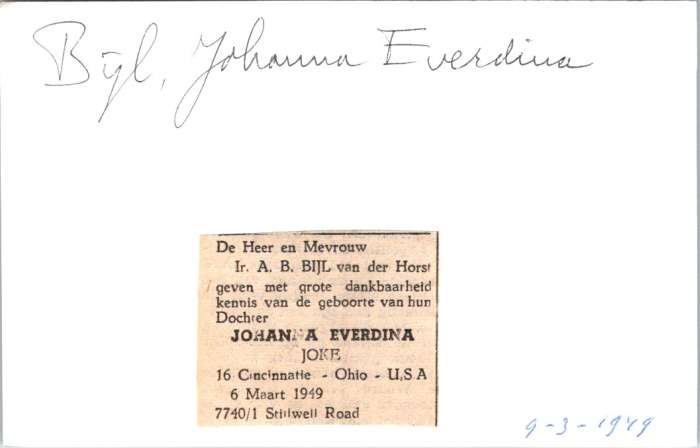 Bijl, Johanna Everdina
De Heer en Mevrouw
Ir. A. B. BIJL van der Horst
geven met grote dankbaarheid
kennis van de geboorte van hun
Dochter
JOHANNA EVERDINA
JOKE
16 Cincinnatie - Ohio - U.S.A
6 Maart 1949
7740/1 Stillwell Road
9-3-1949